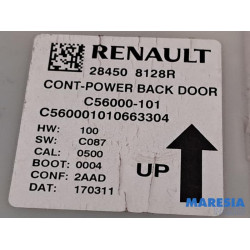 RENAULT
28450 8128R
CONT-POWER BACK DOOR
C56000-101
C560001010663304
HW: 100
SW: C087
CAL: 0500
BOOT: 0004
CONF: 2AAD
DAT: 170311
UP
MARESIA